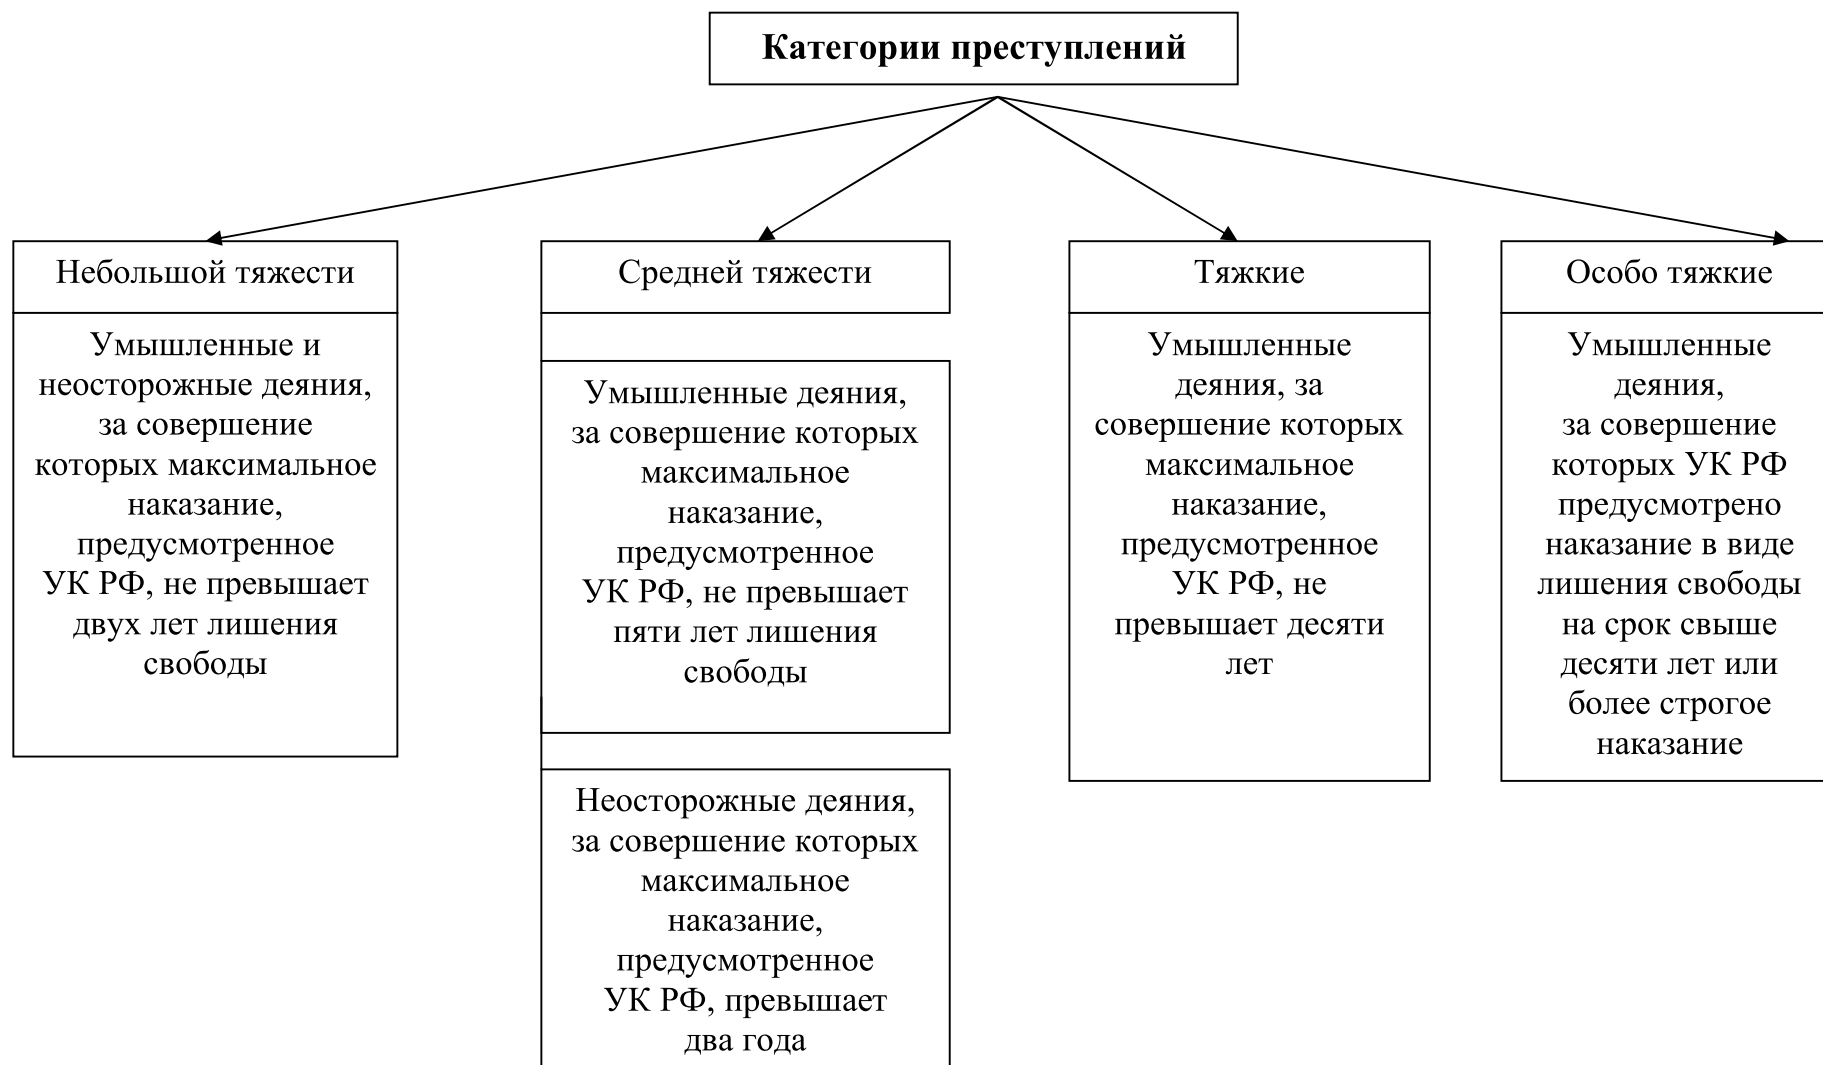 Категории преступлений
Небольшой тяжести
Умышленные и
неосторожные деяния,
за совершение
которых максимальное
наказание,
предусмотренное
УК РФ, не превышает
двух лет лишения
свободы
Средней тяжести
Умышленные деяния,
за совершение которых
максимальное
наказание,
предусмотренное
УК РФ, не превышает
пяти лет лишения
свободы
Неосторожные деяния,
за совершение которых
максимальное
наказание,
предусмотренное
УК РФ, превышает
два года
Тяжкие
Умышленные
деяния, за
совершение которых
максимальное
наказание,
предусмотренное
УК РФ, не
превышает десяти
лет
Особо тяжкие
Умышленные
деяния,
за совершение
которых УК РФ
предусмотрено
наказание в виде
лишения свободы
на срок свыше
десяти лет или
более строгое
наказание